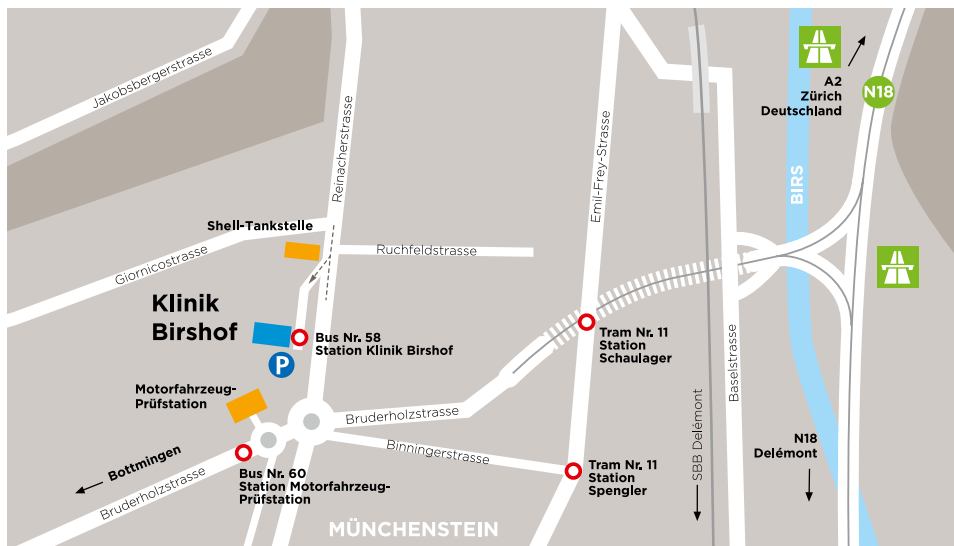 Jakobsbergerstrasse
Reinacherstrasse
Emil-Frey-Strasse
BIRS
A2
Zürich
Deutschland
N18
Shell-Tankstelle
Ruchfeldstrasse
Giornicostrasse
Klinik
Birshof
Bus Nr. 58
Station Klinik Birshof
P
Tram Nr. 11
Station
Schaulager
Baselstrasse
Motorfahrzeug-
Prüfstation
Bruderholzstrasse
Binningerstrasse
SBB Delémont
N18
Delémont
Bottmingen
Bruderholzstrasse
Bus Nr. 60
Station Motorfahrzeug-
Prüfstation
Tram Nr. 11
Station
Spengler
MÜNCHENSTEIN